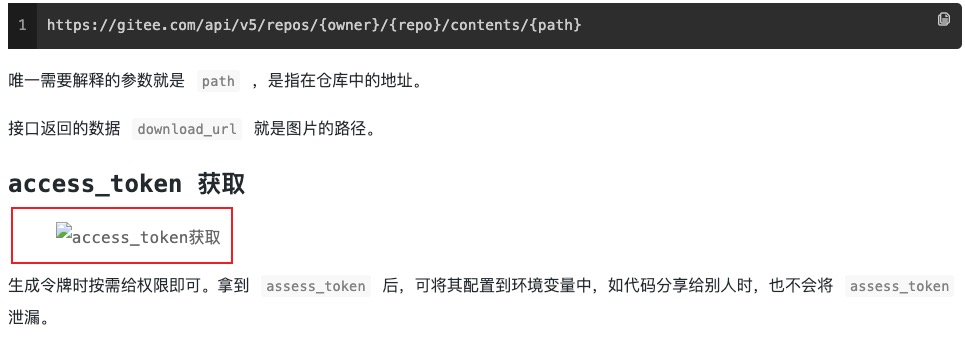 1 https://gitee.com/api/v5/repos/{owner}/{repo}/contents/{path}
唯一需要解释的参数就是 path ，是指在仓库中的地址。
接口返回的数据 download_url 就是图片的路径。
access_token 获取
access_token获取
生成令牌时按需给权限即可。拿到 assess_token 后，可将其配置到环境变量中，如代码分享给别人时，也不会将 assess_token
泄漏。